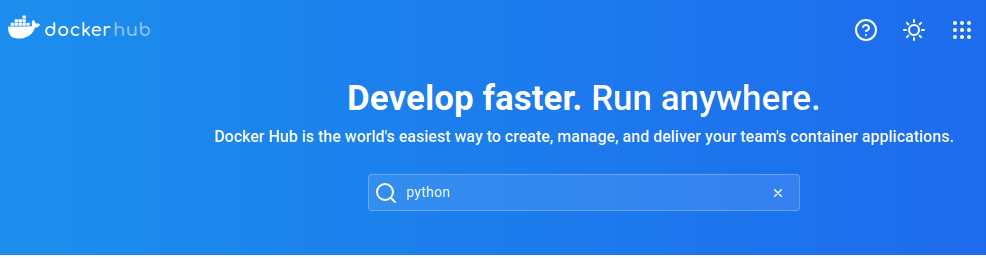 dockerhub
Develop faster. Run anywhere.
Docker Hub is the world's easiest way to create, manage, and deliver your team's container applications.
python